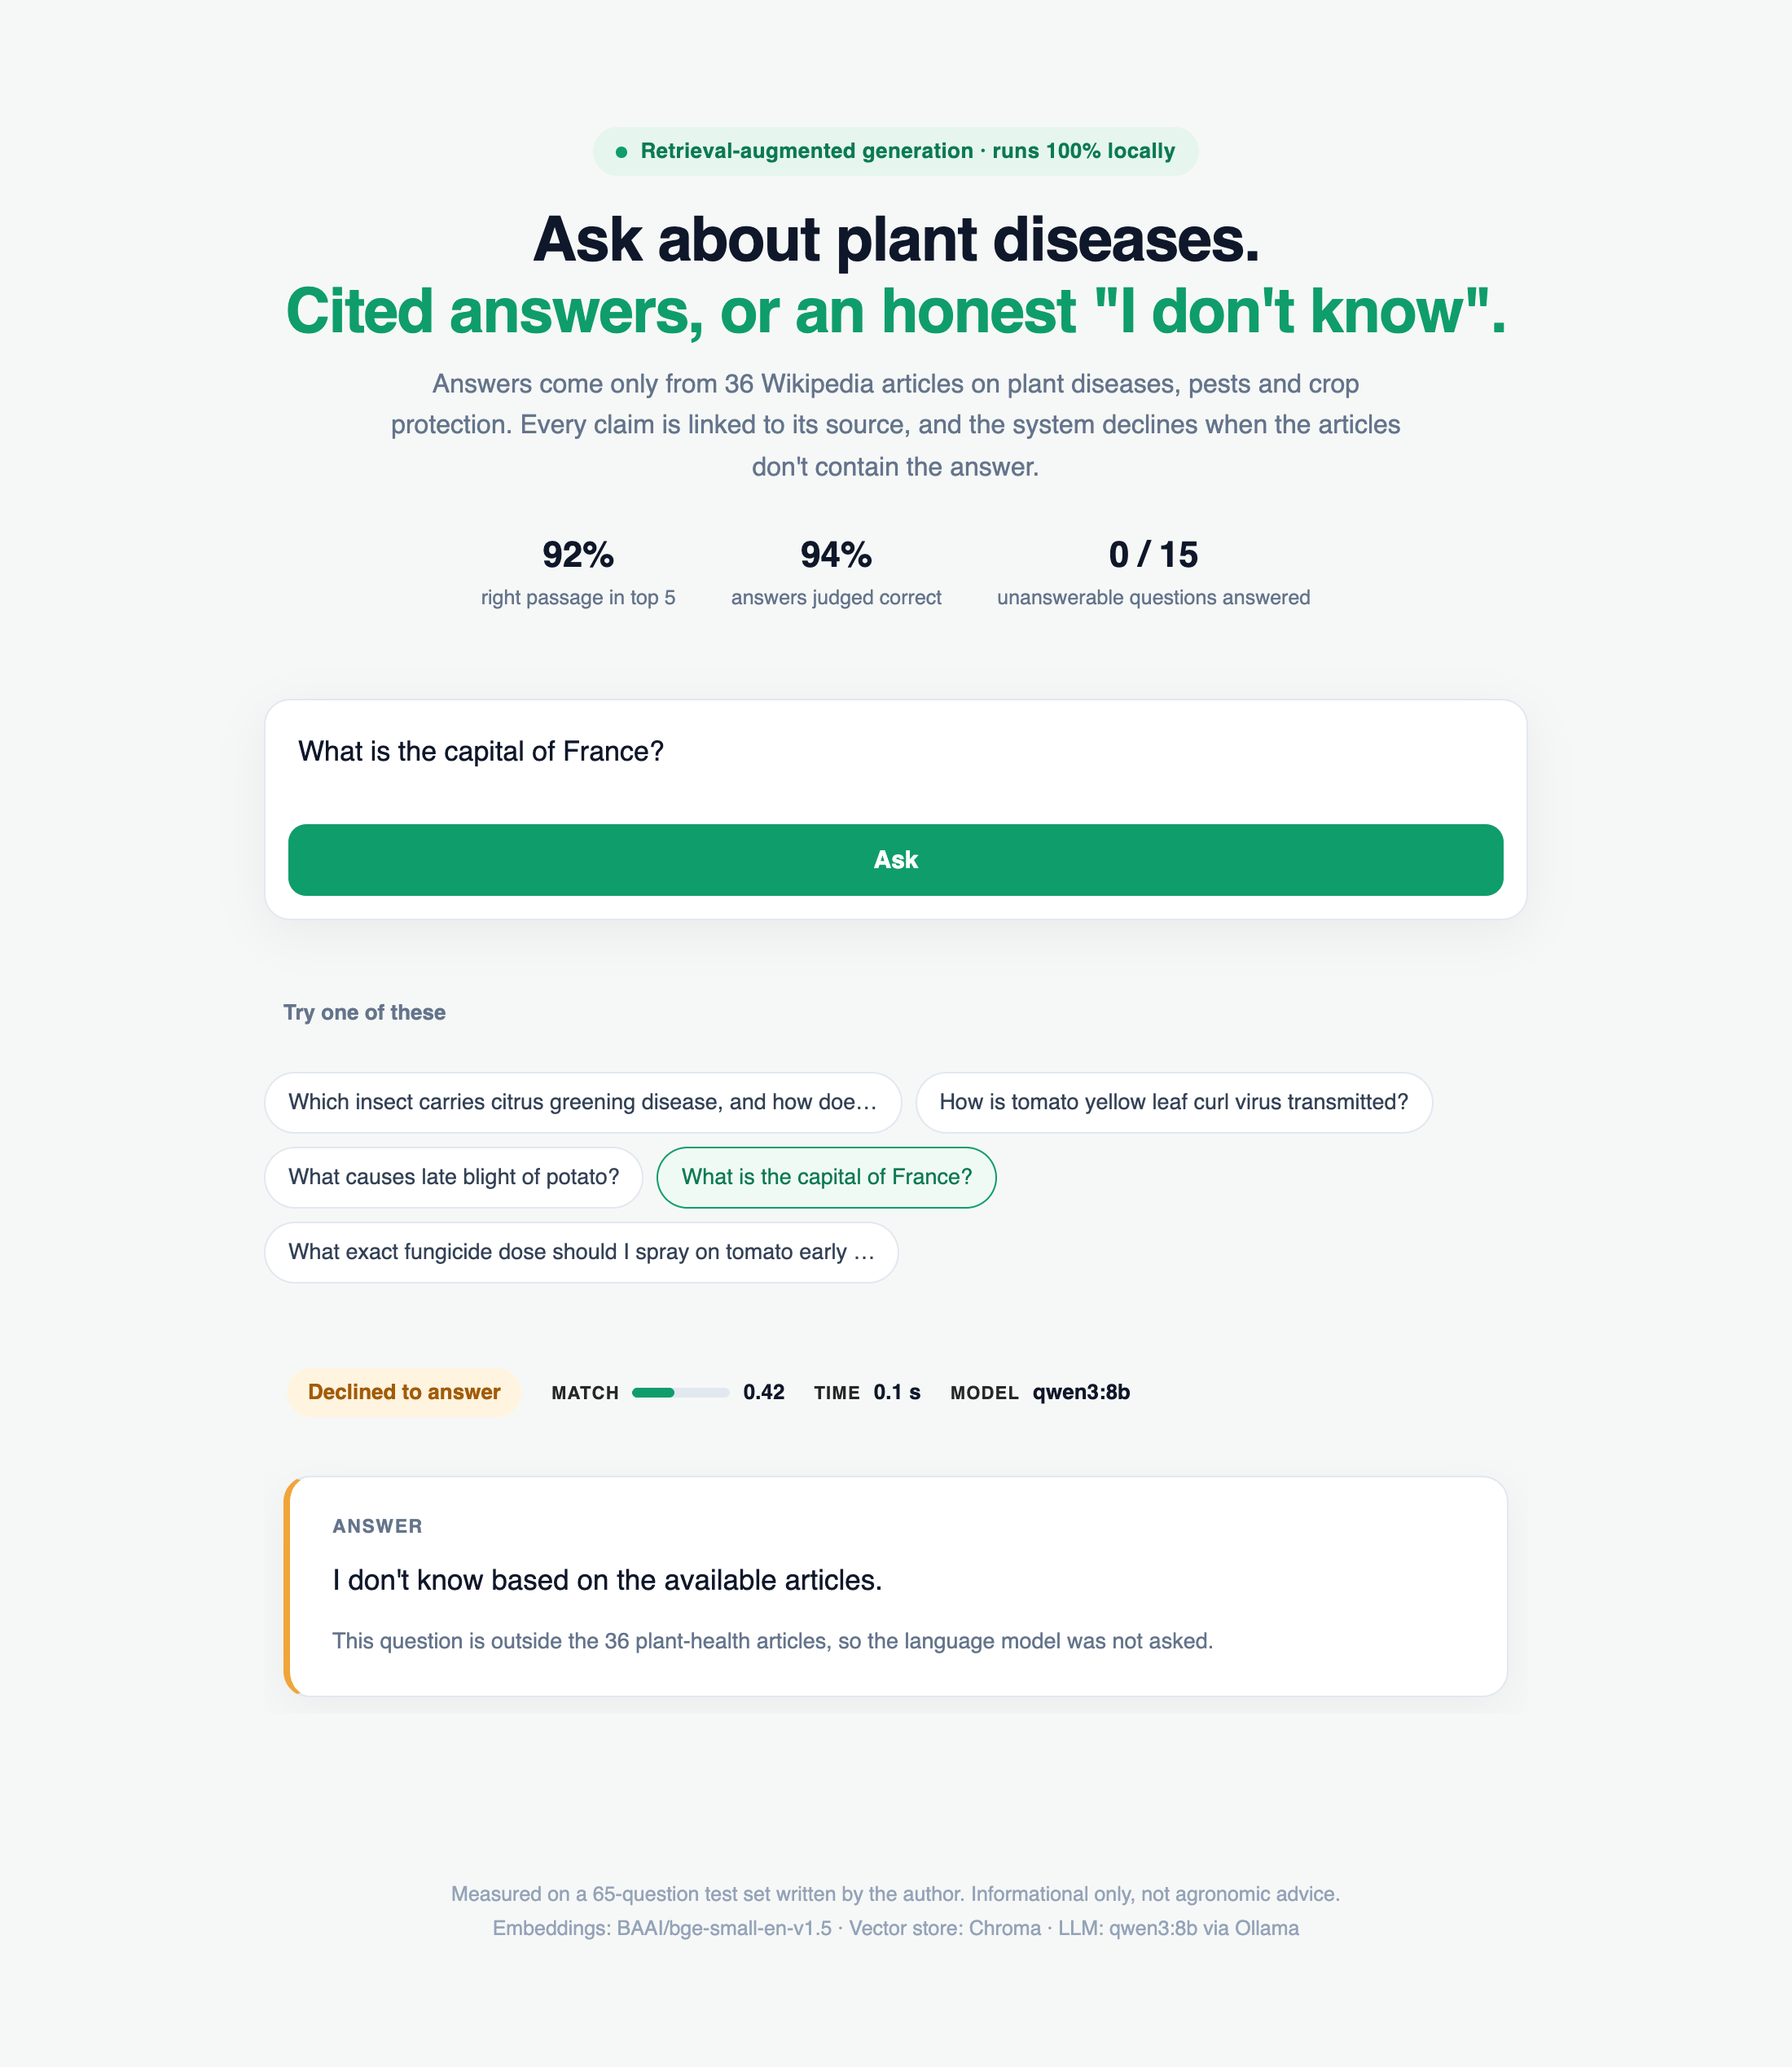 Retrieval-augmented generation · runs 100% locally
Ask about plant diseases.
Cited answers, or an honest "I don't know".
Answers come only from 36 Wikipedia articles on plant diseases, pests and crop
protection. Every claim is linked to its source, and the system declines when the articles
don't contain the answer.
92% 94% 0 / 15
right passage in top 5 answers judged correct unanswerable questions answered
What is the capital of France?
Ask
Try one of these
Which insect carries citrus greening disease, and how doe… How is tomato yellow leaf curl virus transmitted?
What causes late blight of potato? What is the capital of France?
What exact fungicide dose should I spray on tomato early …
Declined to answer MATCH 0.42 TIME 0.1 s MODEL qwen3:8b
ANSWER
I don't know based on the available articles.
This question is outside the 36 plant-health articles, so the language model was not asked.
Measured on a 65-question test set written by the author. Informational only, not agronomic advice.
Embeddings: BAAI/bge-small-en-v1.5 · Vector store: Chroma · LLM: qwen3:8b via Ollama